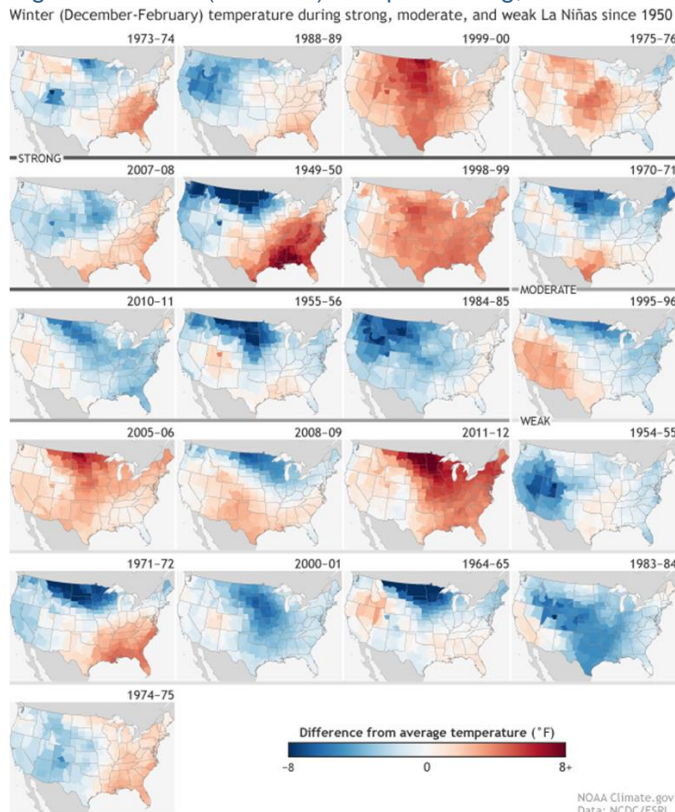 Winter (December-February) temperature during strong, moderate, and weak La Niñas since 1950
1973-74 1988-89 1999-00 1975-76
STRONG
2007-08 1949-50 1998-99 1970-71
MODERATE
2010-11 1955-56 1984-85 1995-96
WEAK
2005-06 2008-09 2011-12 1954-55
1971-72 2000-01 1964-65 1983-84
1974-75
Difference from average temperature (°F)
-8 0 8+
NOAA Climate.gov
Data: NCDC/ESRL